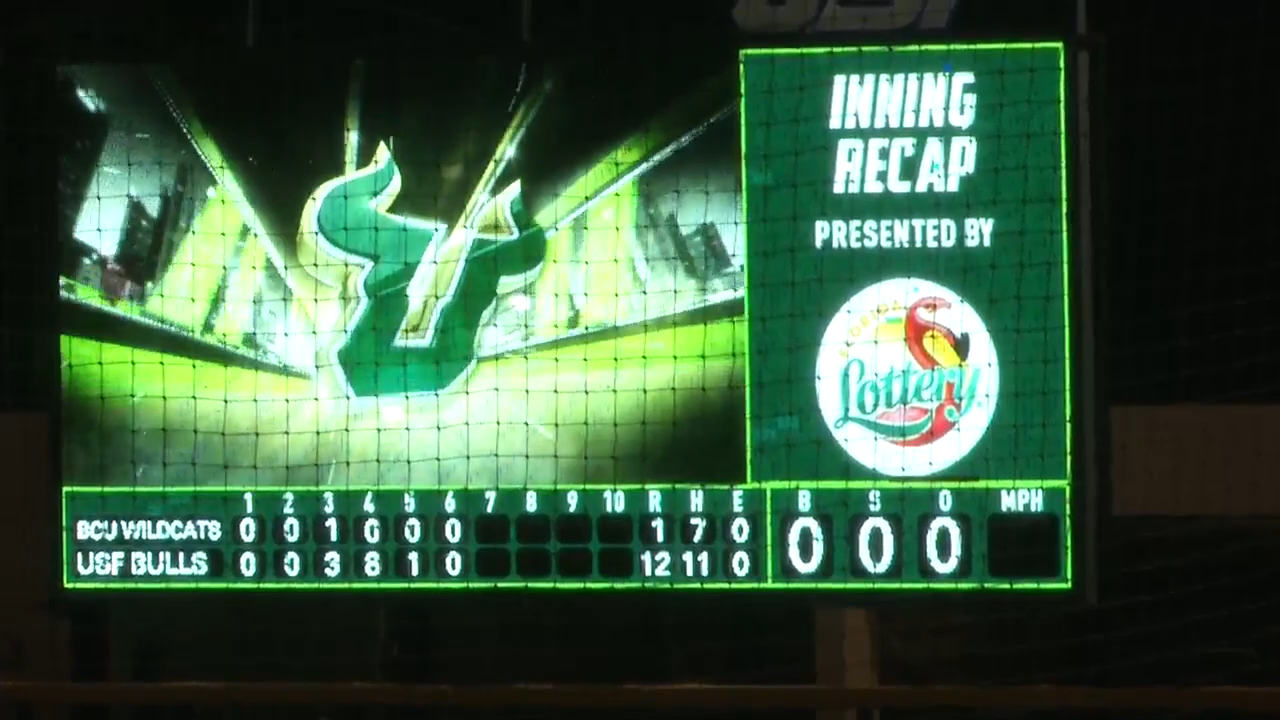 INNING
RECAP
PRESENTED BY
FLORIDA
Lottery
1 2 3 4 5 6 7 8 9 10 R H E B S O MPH
BCU WILDCATS 0 0 1 0 0 0 1 7 0
USF BULLS 0 0 3 8 1 0 12 11 0
0 0 0